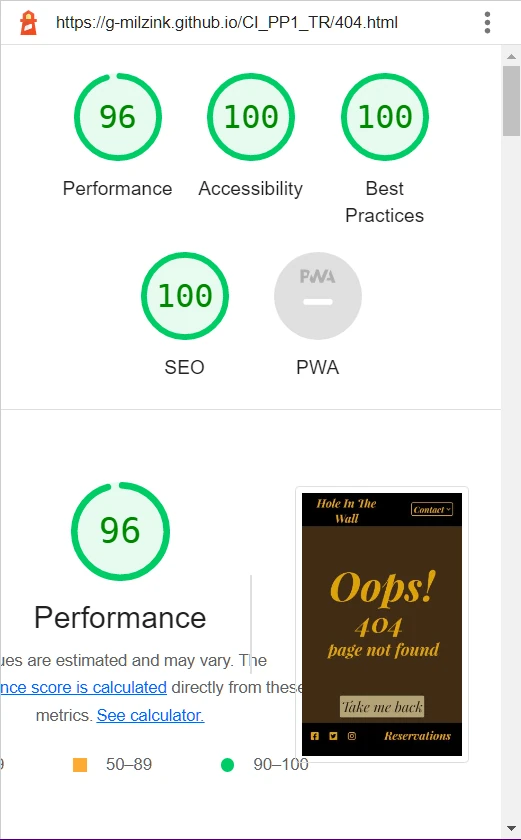 https://g-milzink.github.io/CI_PP1_TR/404.html
96
100
100
Performance
Accessibility
Best
Practices
100
PWA
SEO
PWA
96
Performance
ues are estimated and may vary. The
nce score is calculated directly from these
metrics. See calculator.
9
50–89
90–100
Hole In The
Wall
Contact
Oops!
404
page not found
Take me back
Reservations